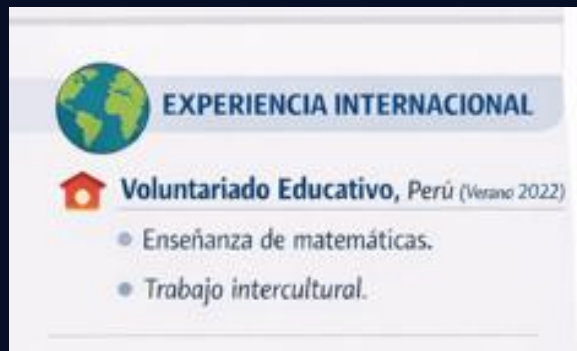 EXPERIENCIA INTERNACIONAL
Voluntariado Educativo, Perú (Verano 2022)
Enseñanza de matemáticas.
Trabajo intercultural.